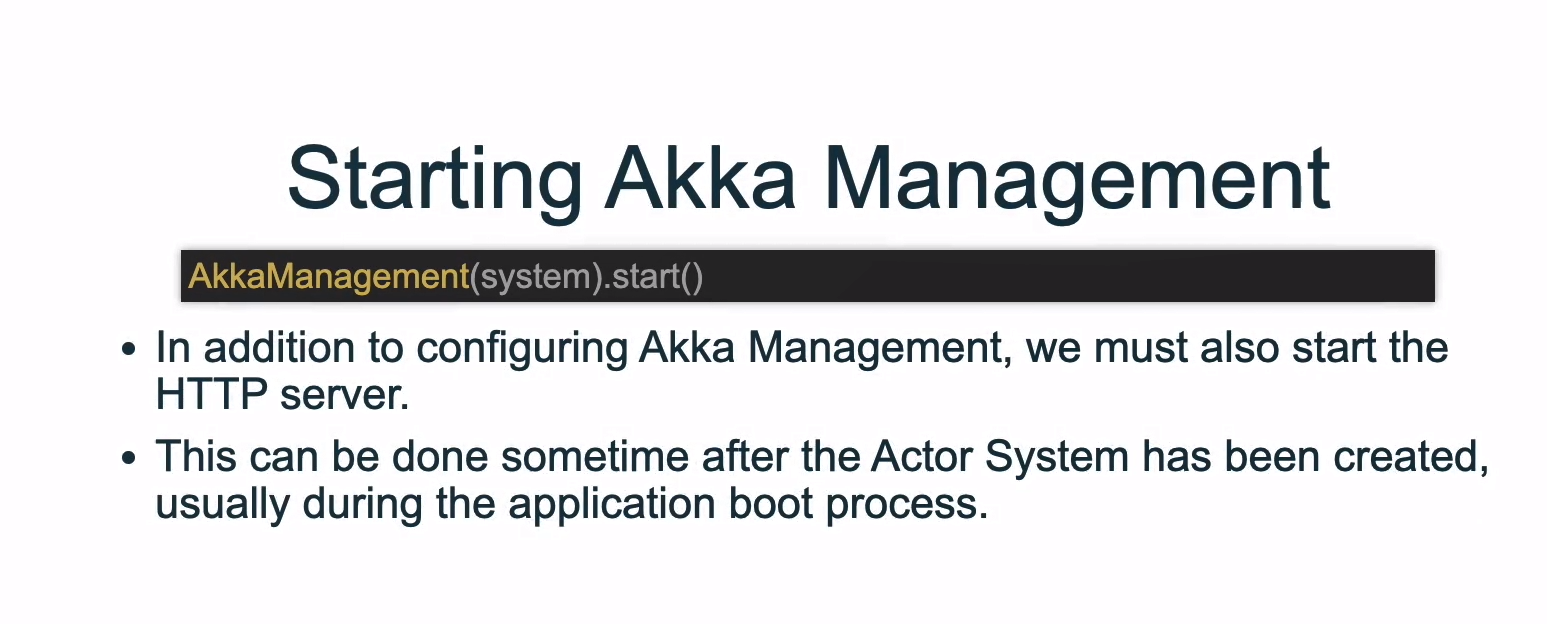 Starting Akka Management
AkkaManagement(system).start()
• In addition to configuring Akka Management, we must also start the
HTTP server.
• This can be done sometime after the Actor System has been created,
usually during the application boot process.